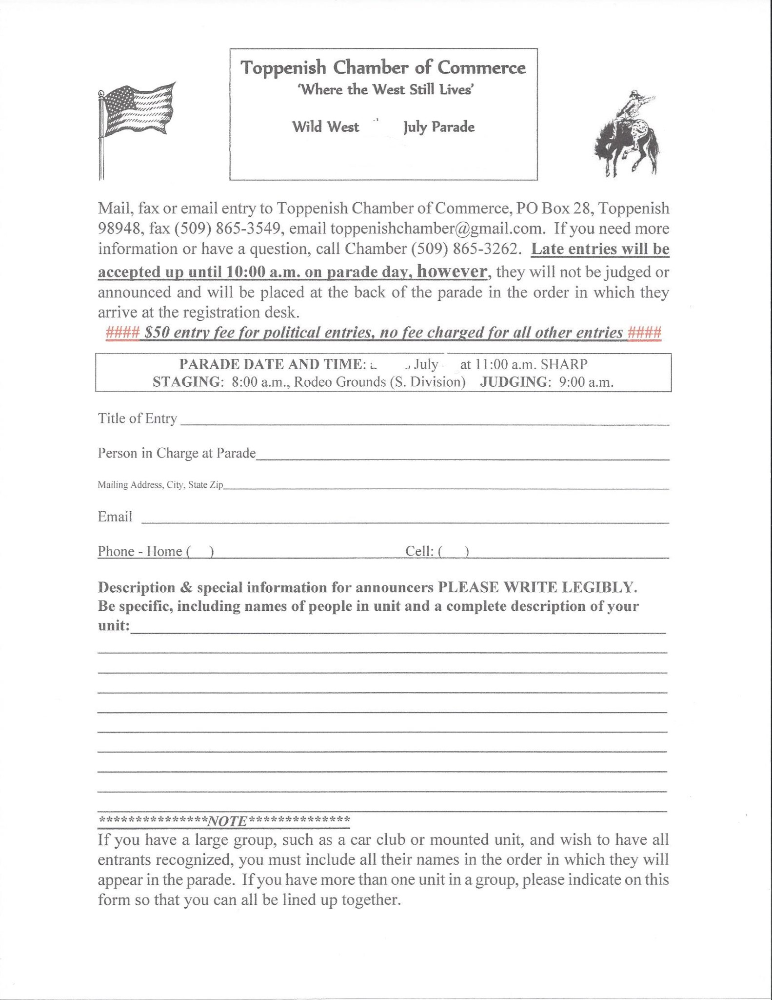 Toppenish Chamber of Commerce
‘Where the West Still Lives’
Wild West July Parade
Mail, fax or email entry to Toppenish Chamber of Commerce, PO Box 28, Toppenish
98948, fax (509) 865-3549, email toppenishchamber@gmail.com. If you need more
information or have a question, call Chamber (509) 865-3262. Late entries will be
accepted up until 10:00 a.m. on parade day, however, they will not be judged or
announced and will be placed at the back of the parade in the order in which they
arrive at the registration desk.
#### $50 entry fee for political entries, no fee charged for all other entries ####
PARADE DATE AND TIME: July at 11:00 a.m. SHARP
STAGING: 8:00 a.m., Rodeo Grounds (S. Division) JUDGING: 9:00 a.m.
Title of Entry
Person in Charge at Parade
Mailing Address, City, State Zip
Email
Phone - Home ( ) Cell: ( )
Description & special information for announcers PLEASE WRITE LEGIBLY.
Be specific, including names of people in unit and a complete description of your
unit:
***************NOTE**************
If you have a large group, such as a car club or mounted unit, and wish to have all
entrants recognized, you must include all their names in the order in which they will
appear in the parade. If you have more than one unit in a group, please indicate on this
form so that you can all be lined up together.